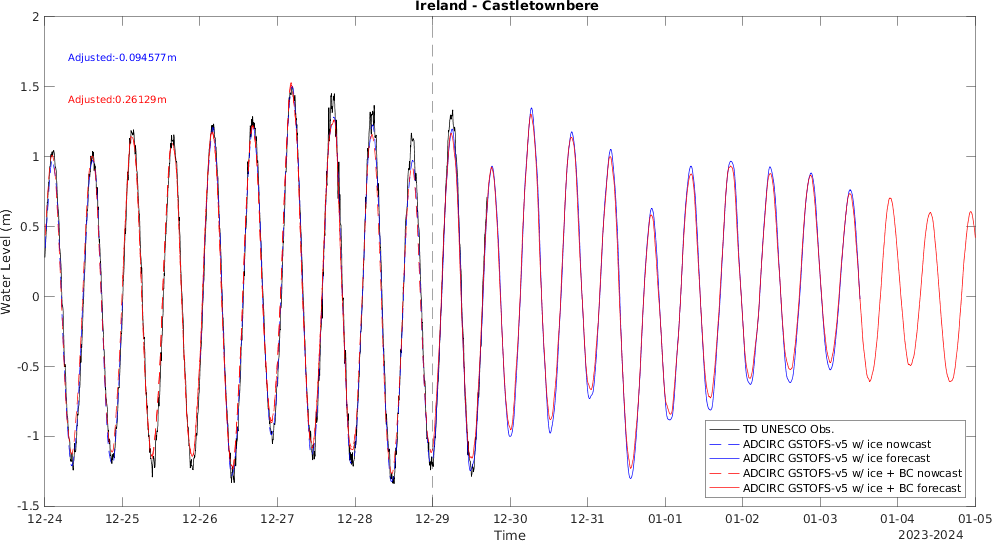 Ireland - Castletownbere
2
1.5
1
0.5
0
-0.5
-1
-1.5
Water Level (m)
Adjusted:-0.094577m
Adjusted:0.26129m
TD UNESCO Obs.
ADCIRC GSTOFS-v5 w/ ice nowcast
ADCIRC GSTOFS-v5 w/ ice forecast
ADCIRC GSTOFS-v5 w/ ice + BC nowcast
ADCIRC GSTOFS-v5 w/ ice + BC forecast
12-24 12-25 12-26 12-27 12-28 12-29 12-30 12-31 01-01 01-02 01-03 01-04 01-05
Time
2023-2024